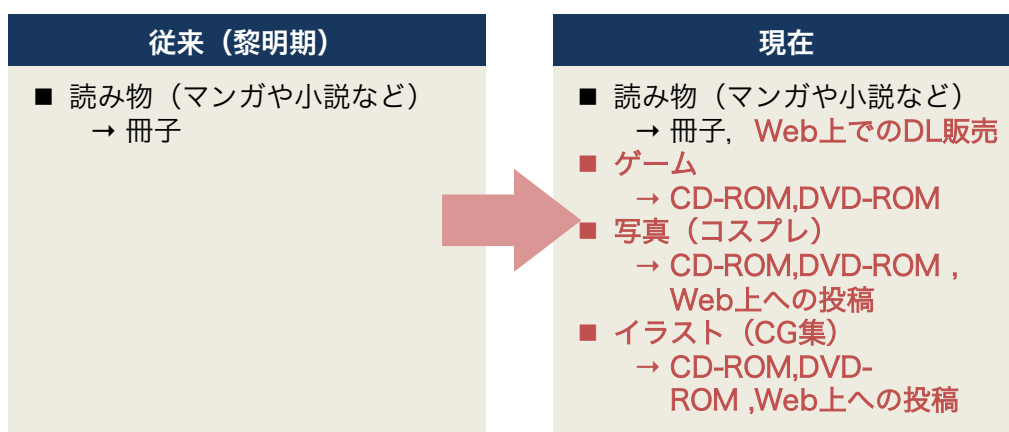 従来（黎明期）
■ 読み物（マンガや小説など）
→ 冊子
現在
■ 読み物（マンガや小説など）
→ 冊子，Web上でのDL販売
■ ゲーム
→ CD-ROM,DVD-ROM
■ 写真（コスプレ）
→ CD-ROM,DVD-ROM ,
Web上への投稿
■ イラスト（CG集）
→ CD-ROM,DVD-
ROM ,Web上への投稿